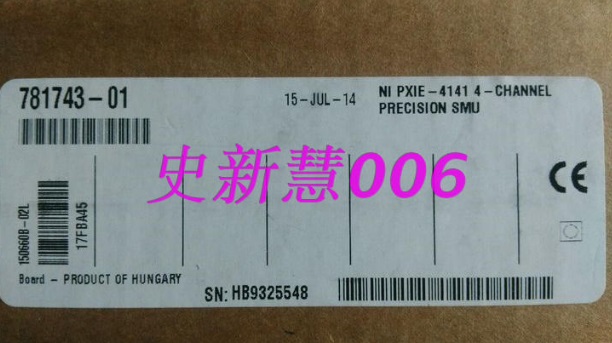 781743-01
15-JUL-14
NI PXIE-4141 4-CHANNEL
PRECISION SMU
史新慧006
150660B-02L
17FBA45
CE
Board - PRODUCT OF HUNGARY
SN: HB9325548